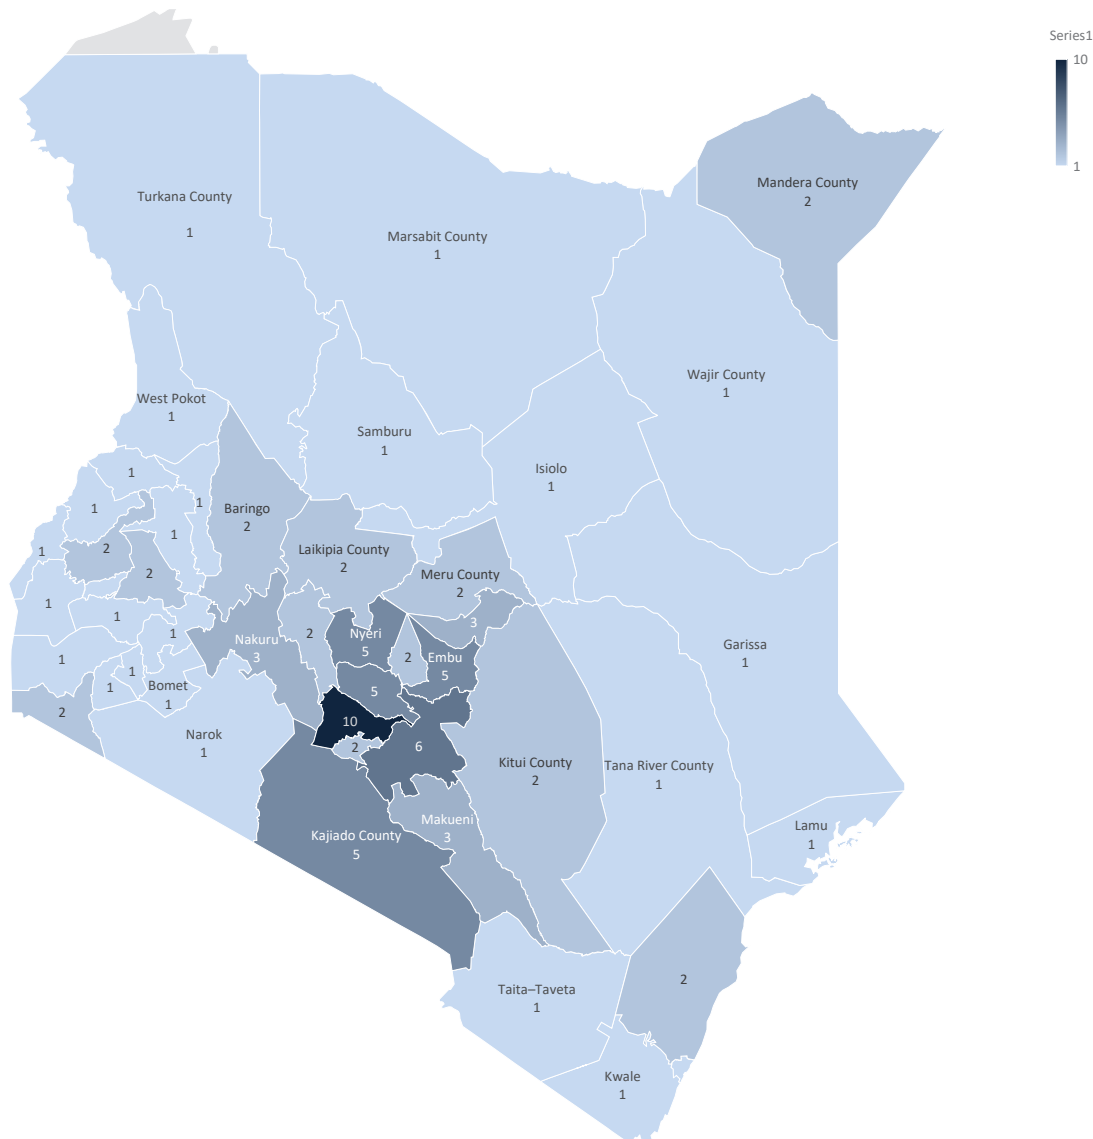 Series1
10
1
Mandera County
2
Turkana County
1
Marsabit County
1
Wajir County
1
West Pokot
1
Samburu
1
Isiolo
1
1
1
1
1
1
2
2
Baringo
2
Laikipia County
2
Meru County
2
1
1
1
3
Nakuru
3
2
Nyeri
5
2
Embu
5
Garissa
1
1
1
1
Bomet
1
2
5
10
2
6
Narok
1
Kitui County
2
Tana River County
1
Makueni
3
Kajiado County
5
Lamu
1
2
Taita–Taveta
1
Kwale
1